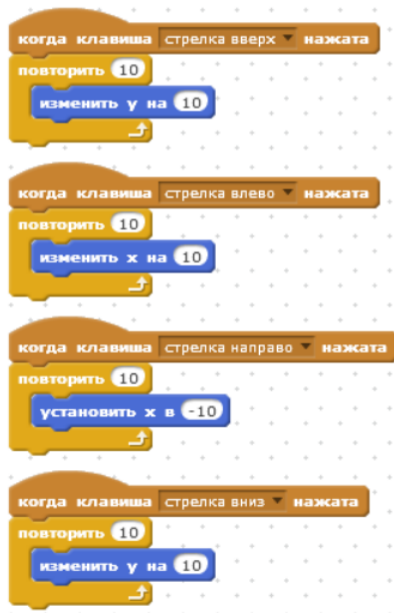 когда клавиша стрелка вверх нажата
повторить 10
изменить y на 10
когда клавиша стрелка влево нажата
повторить 10
изменить x на 10
когда клавиша стрелка направо нажата
повторить 10
установить x в -10
когда клавиша стрелка вниз нажата
повторить 10
изменить y на 10